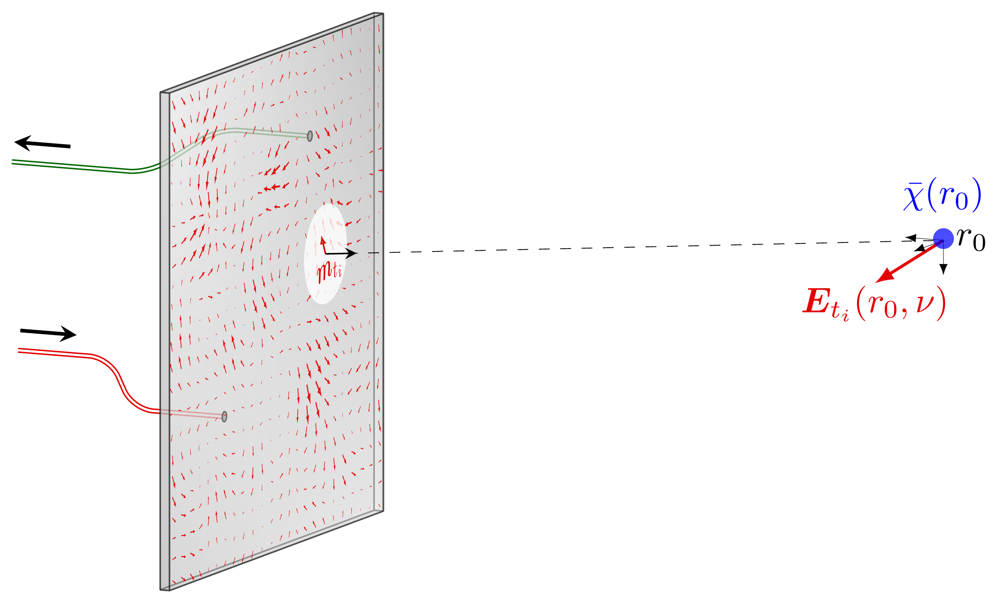 χ̄(r₀)
r₀
m_{t_i}
E_{t_i}(r₀, ν)